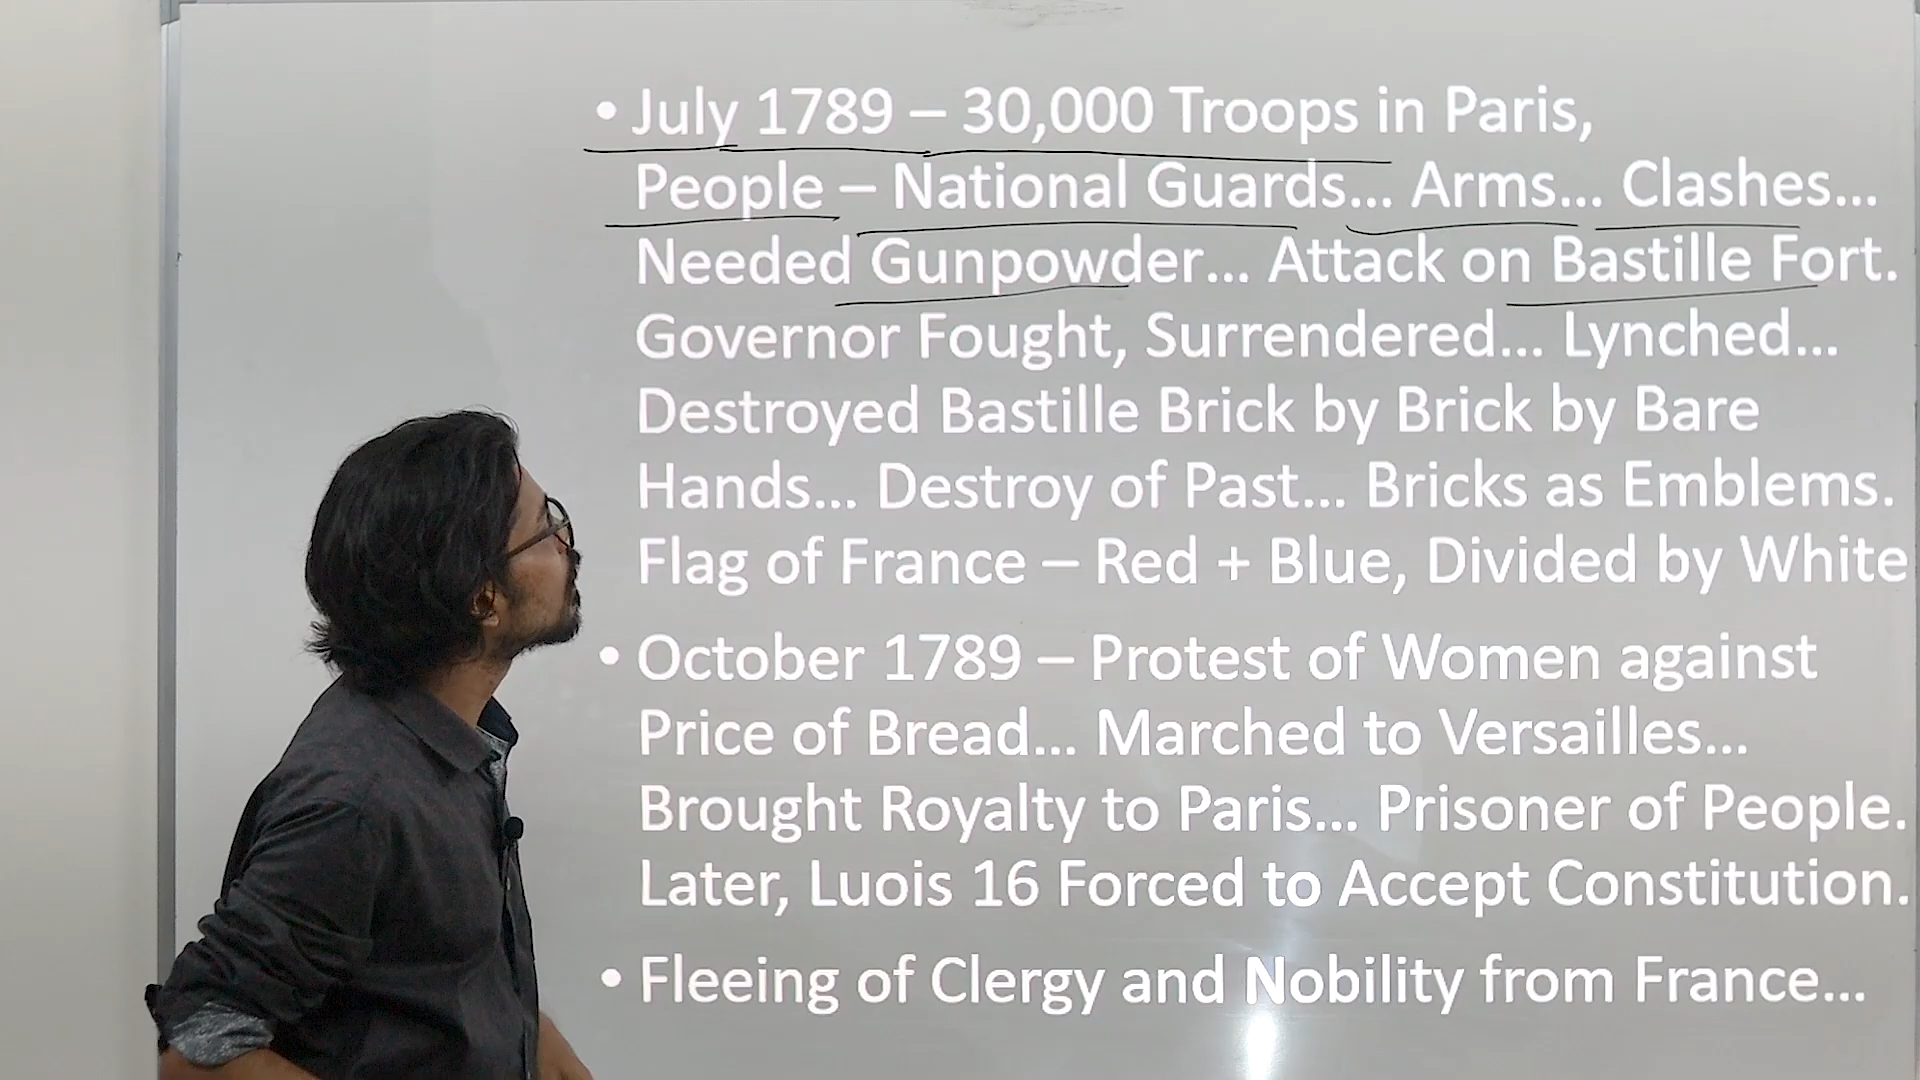 • July 1789 – 30,000 Troops in Paris,
People – National Guards... Arms... Clashes...
Needed Gunpowder... Attack on Bastille Fort.
Governor Fought, Surrendered... Lynched...
Destroyed Bastille Brick by Brick by Bare
Hands... Destroy of Past... Bricks as Emblems.
Flag of France – Red + Blue, Divided by White
• October 1789 – Protest of Women against
Price of Bread... Marched to Versailles...
Brought Royalty to Paris... Prisoner of People.
Later, Luois 16 Forced to Accept Constitution.
• Fleeing of Clergy and Nobility from France...